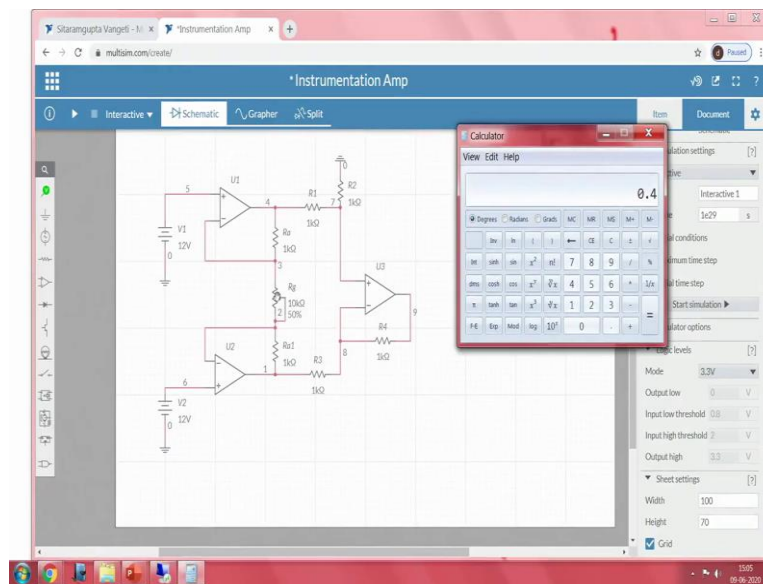 Sitaramgupta Vangeti - M x
*Instrumentation Amp x
multisim.com/create/
d Paused
*Instrumentation Amp
Interactive
Schematic
Grapher
Split
Item
Document
ulation settings [?]
Interactive 1
1e29 s
al conditions
ximum time step
al time step
Start simulation
ulator options
Logic levels [?]
Mode 3.3V
Output low 0 V
Input low threshold 0.8 V
Input high threshold 2 V
Output high 3.3 V
Sheet settings [?]
Width 100
Height 70
Grid
Calculator
View Edit Help
0.4
Degrees Radians Grads MC MR MS M+ M-
Inv ln ( ) ← CE C ± √
Int sinh sin x² n! 7 8 9 / %
dms cosh cos 4 5 6 * 1/x
π tanh tan x³ ∛x 1 2 3 - =
F-E Exp Mod log 10ˣ 0 . +
0
R2
1kΩ
U1
5
4
R1
1kΩ
7
V1
12V
0
Ra
1kΩ
3
U3
Rg
10kΩ
50%
2
9
U2
R4
1kΩ
Ra1
1kΩ
8
R3
1kΩ
1
6
V2
12V
0
15:05
09-06-2020